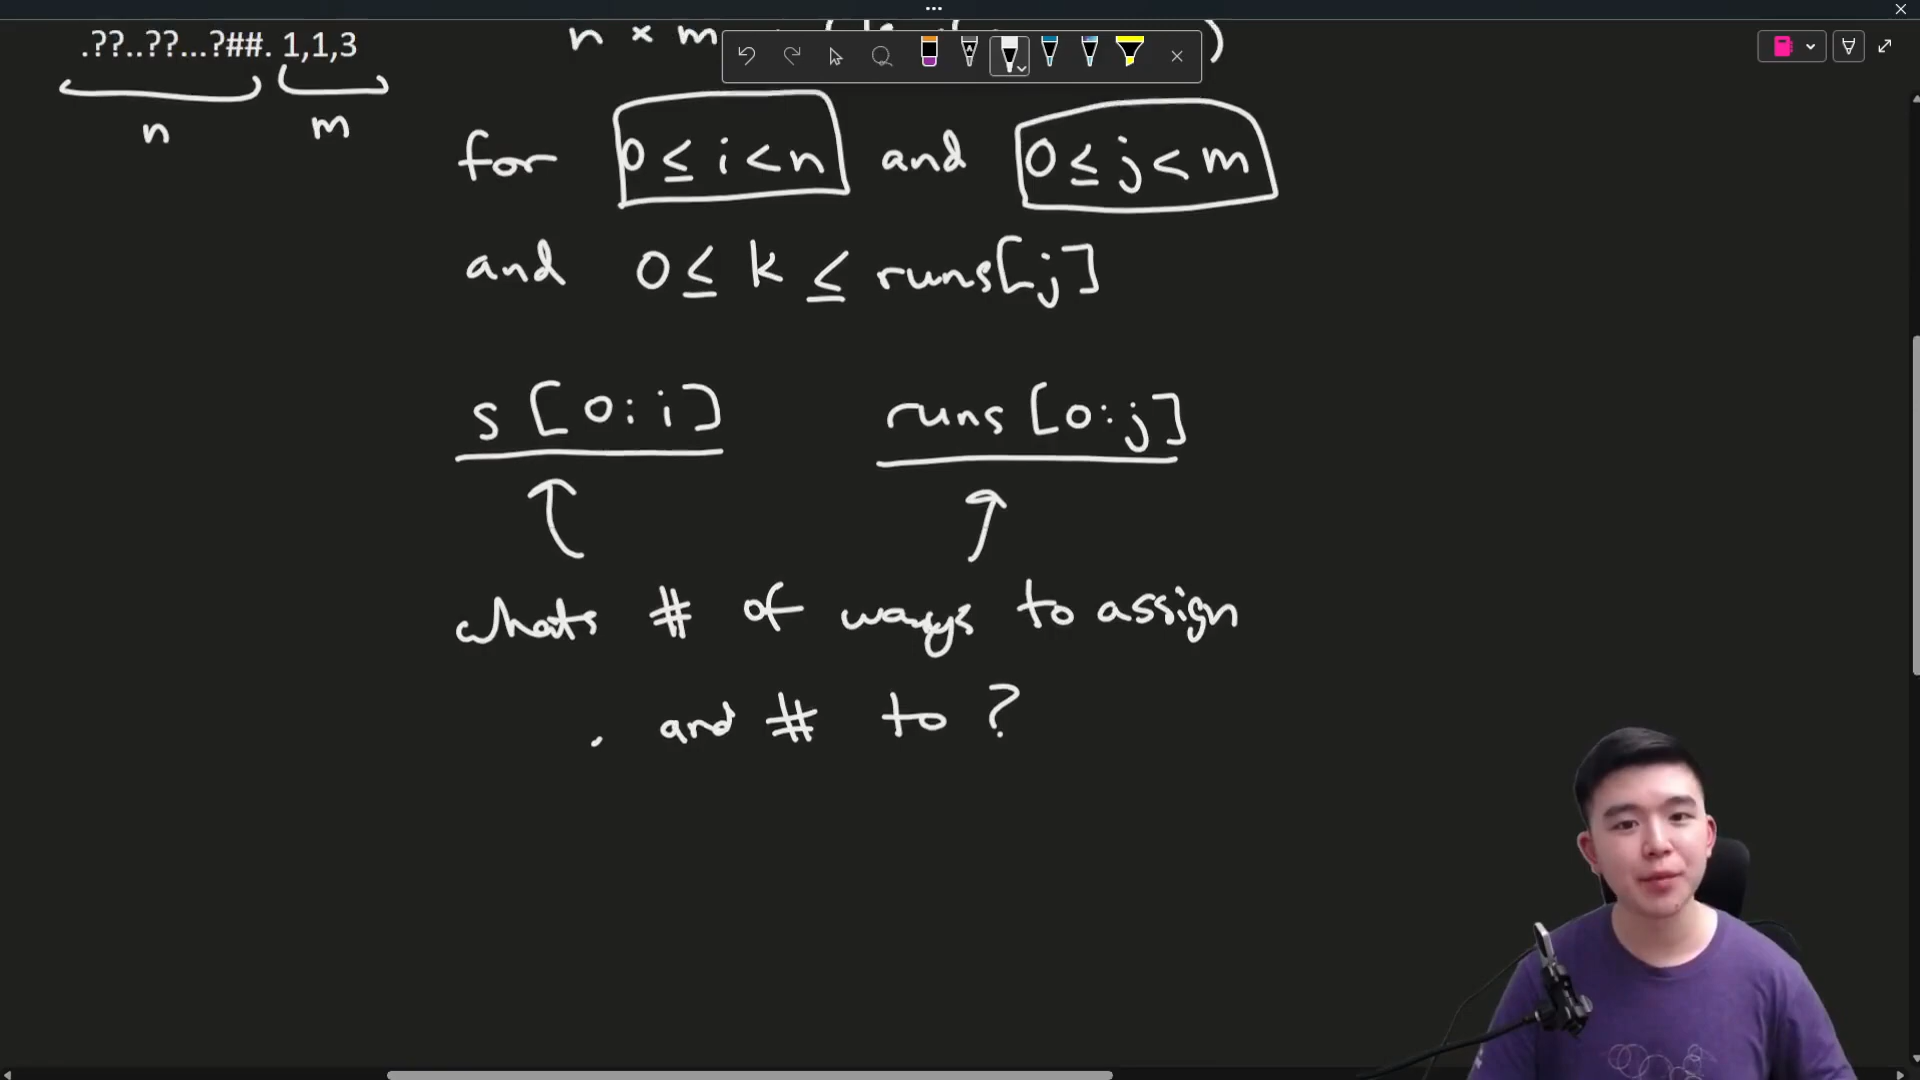 .??..??...?##. 1,1,3
n × m
n
m
for 0 ≤ i < n and 0 ≤ j < m
and 0 ≤ k ≤ runs[j]
s[0:i] runs[0:j]
whats # of ways to assign
. and # to ?